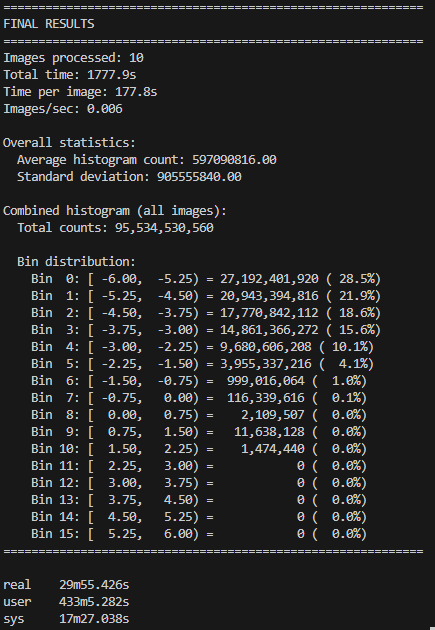 ============================================================
FINAL RESULTS
============================================================
Images processed: 10
Total time: 1777.9s
Time per image: 177.8s
Images/sec: 0.006

Overall statistics:
  Average histogram count: 597090816.00
  Standard deviation: 905555840.00

Combined histogram (all images):
  Total counts: 95,534,530,560

  Bin distribution:
    Bin  0: [ -6.00,  -5.25) = 27,192,401,920 ( 28.5%)
    Bin  1: [ -5.25,  -4.50) = 20,943,394,816 ( 21.9%)
    Bin  2: [ -4.50,  -3.75) = 17,770,842,112 ( 18.6%)
    Bin  3: [ -3.75,  -3.00) = 14,861,366,272 ( 15.6%)
    Bin  4: [ -3.00,  -2.25) = 9,680,606,208 ( 10.1%)
    Bin  5: [ -2.25,  -1.50) = 3,955,337,216 (  4.1%)
    Bin  6: [ -1.50,  -0.75) =  999,016,064 (  1.0%)
    Bin  7: [ -0.75,   0.00) =  116,339,616 (  0.1%)
    Bin  8: [  0.00,   0.75) =    2,109,507 (  0.0%)
    Bin  9: [  0.75,   1.50) =   11,638,128 (  0.0%)
    Bin 10: [  1.50,   2.25) =    1,474,440 (  0.0%)
    Bin 11: [  2.25,   3.00) =            0 (  0.0%)
    Bin 12: [  3.00,   3.75) =            0 (  0.0%)
    Bin 13: [  3.75,   4.50) =            0 (  0.0%)
    Bin 14: [  4.50,   5.25) =            0 (  0.0%)
    Bin 15: [  5.25,   6.00) =            0 (  0.0%)
============================================================

real    29m55.426s
user    433m5.282s
sys     17m27.038s